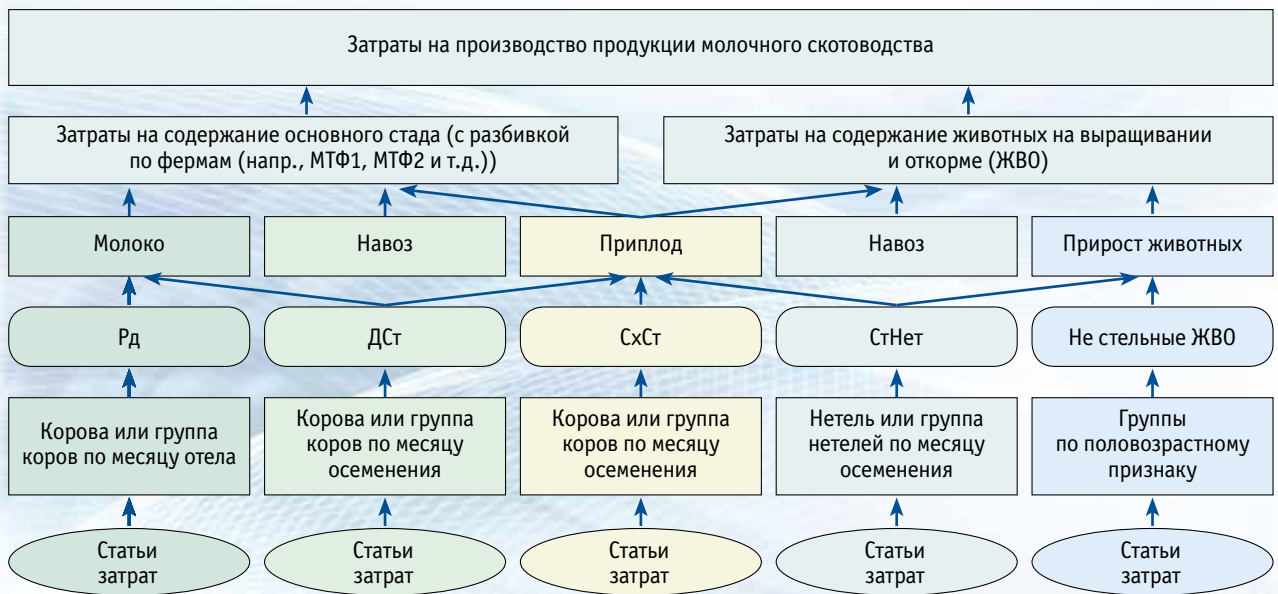 Затраты на производство продукции молочного скотоводства
Затраты на содержание основного стада (с разбивкой
по фермам (напр., МТФ1, МТФ2 и т.д.))
Затраты на содержание животных на выращивании
и откорме (ЖВО)
Молоко
Навоз
Приплод
Навоз
Прирост животных
Рд
ДСт
СхСт
СтНет
Не стельные ЖВО
Корова или группа
коров по месяцу отела
Корова или группа
коров по месяцу
осеменения
Корова или группа
коров по месяцу
осеменения
Нетель или группа
нетелей по месяцу
осеменения
Группы
по половозрастному
признаку
Статьи
затрат
Статьи
затрат
Статьи
затрат
Статьи
затрат
Статьи
затрат